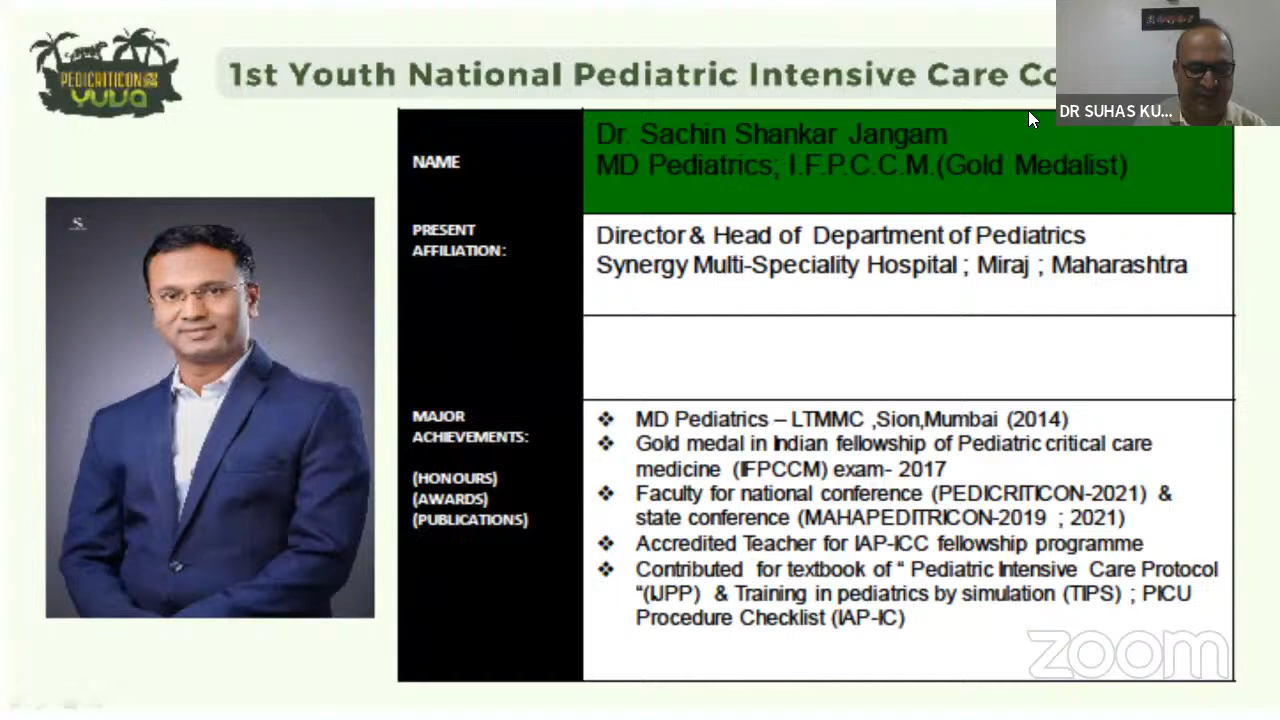 PEDICRITICON
YUVA
1st Youth National Pediatric Intensive Care Co
DR SUHAS KU...
NAME
Dr. Sachin Shankar Jangam
MD Pediatrics; I.F.P.C.C.M.(Gold Medalist)
PRESENT
AFFILIATION:
Director & Head of Department of Pediatrics
Synergy Multi-Speciality Hospital ; Miraj ; Maharashtra
MAJOR
ACHIEVEMENTS:
(HONOURS)
(AWARDS)
(PUBLICATIONS)
❖ MD Pediatrics – LTMMC ,Sion,Mumbai (2014)
❖ Gold medal in Indian fellowship of Pediatric critical care
medicine (IFPCCM) exam- 2017
❖ Faculty for national conference (PEDICRITICON-2021) &
state conference (MAHAPEDITRICON-2019 ; 2021)
❖ Accredited Teacher for IAP-ICC fellowship programme
❖ Contributed for textbook of “ Pediatric Intensive Care Protocol
“(IJPP) & Training in pediatrics by simulation (TIPS) ; PICU
Procedure Checklist (IAP-IC)
zoom